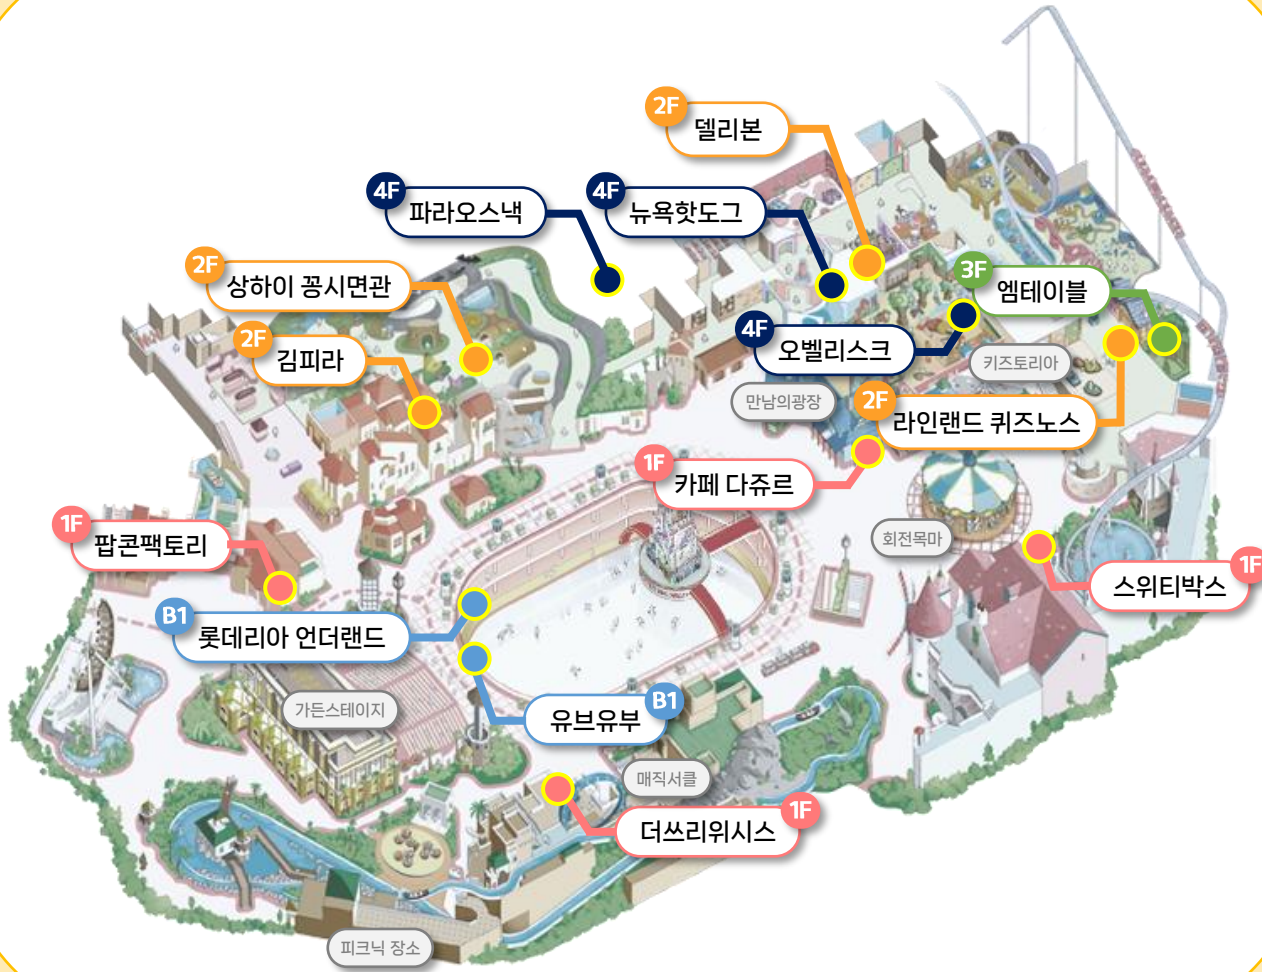 2F
델리본
4F
파라오스낵
4F
뉴욕핫도그
2F
상하이 꽁시면관
3F
엠테이블
2F
김피라
4F
오벨리스크
키즈토리아
만남의광장
2F
라인랜드 퀴즈노스
1F
카페 다쥬르
1F
팝콘팩토리
회전목마
스위티박스
1F
B1
롯데리아 언더랜드
가든스테이지
유브유부
B1
매직서클
더쓰리위시스
1F
피크닉 장소